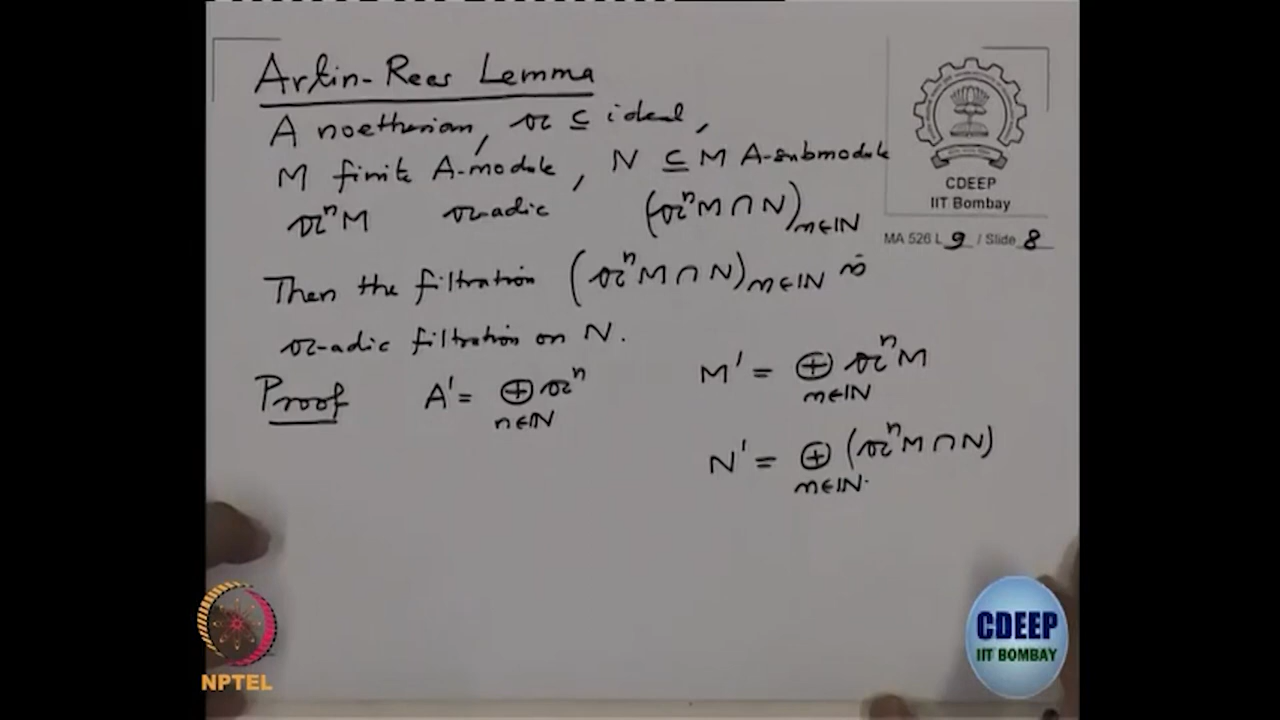 Artin-Rees Lemma
A noetherian, 𝔞 ⊆ ideal,
M finite A-module, N ⊆ M A-submodule
𝔞ⁿM 𝔞-adic (𝔞ⁿM ∩ N)ₙ∈ℕ
Then the filtration (𝔞ⁿM ∩ N)ₙ∈ℕ is
𝔞-adic filtration on N.
Proof A' = ⊕ 𝔞ⁿ
n∈ℕ
M' = ⊕ 𝔞ⁿM
n∈ℕ
N' = ⊕ (𝔞ⁿM ∩ N)
n∈ℕ.
CDEEP
IIT Bombay
MA 526 L 9 / Slide 8
NPTEL
CDEEP
IIT BOMBAY